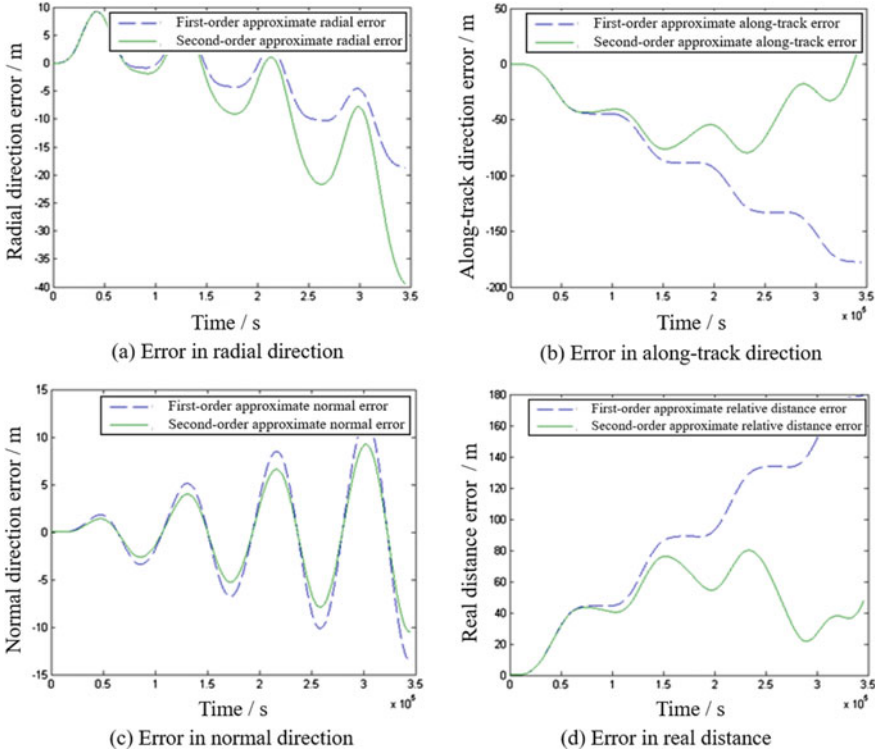 First-order approximate radial error
Second-order approximate radial error
Radial direction error / m
10
5
0
-5
-10
-15
-20
-25
-30
-35
-40
0
0.5
1
1.5
2
2.5
3
3.5
Time / s
(a) Error in radial direction
First-order approximate along-track error
Second-order approximate along-track error
Along-track direction error / m
50
0
-50
-100
-150
-200
0
0.5
1
1.5
2
2.5
3
3.5
x 10⁵
Time / s
(b) Error in along-track direction
First-order approximate normal error
Second-order approximate normal error
Normal direction error / m
15
10
5
0
-5
-10
-15
0
0.5
1
1.5
2
2.5
3
3.5
x 10⁵
Time / s
(c) Error in normal direction
First-order approximate relative distance error
Second-order approximate relative distance error
Real distance error / m
180
160
140
120
100
80
60
40
20
0
0
0.5
1
1.5
2
2.5
3
3.5
x 10⁵
Time / s
(d) Error in real distance